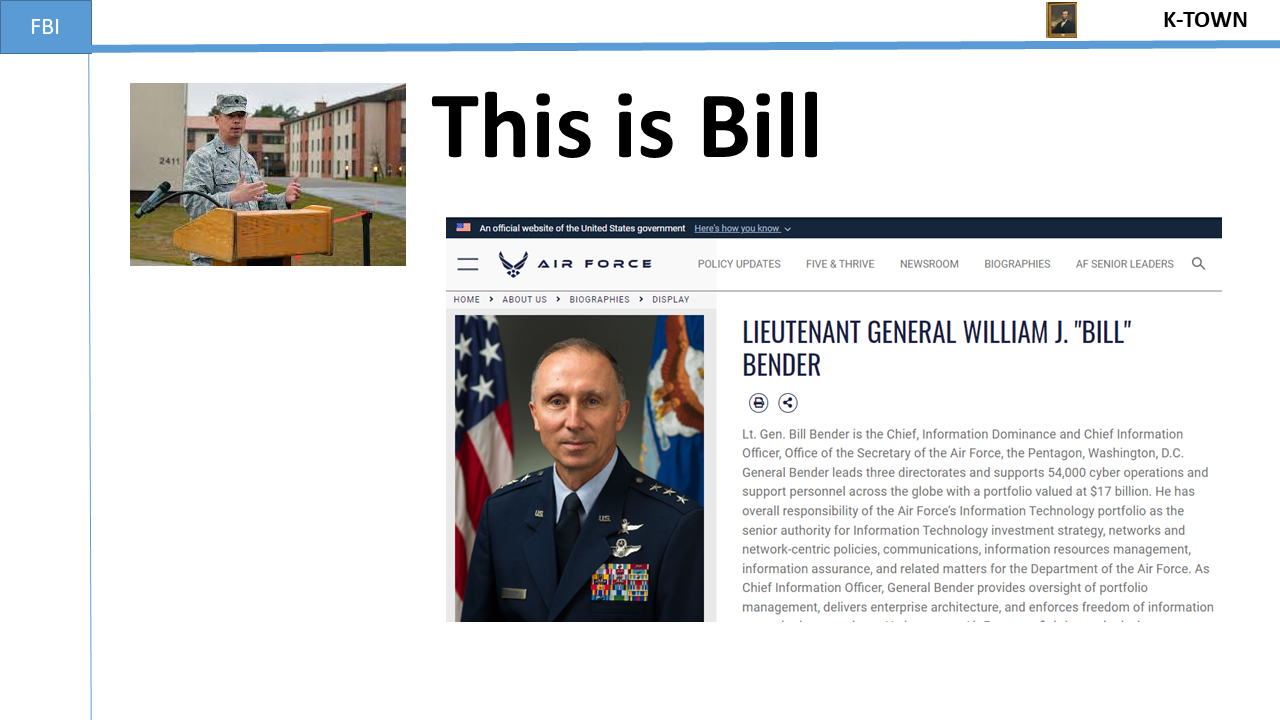 FBI
K-TOWN
This is Bill
2411
An official website of the United States government Here's how you know
AIR FORCE
POLICY UPDATES FIVE & THRIVE NEWSROOM BIOGRAPHIES AF SENIOR LEADERS
HOME > ABOUT US > BIOGRAPHIES > DISPLAY
LIEUTENANT GENERAL WILLIAM J. "BILL"
BENDER
Lt. Gen. Bill Bender is the Chief, Information Dominance and Chief Information
Officer, Office of the Secretary of the Air Force, the Pentagon, Washington, D.C.
General Bender leads three directorates and supports 54,000 cyber operations and
support personnel across the globe with a portfolio valued at $17 billion. He has
overall responsibility of the Air Force's Information Technology portfolio as the
senior authority for Information Technology investment strategy, networks and
network-centric policies, communications, information resources management,
information assurance, and related matters for the Department of the Air Force. As
Chief Information Officer, General Bender provides oversight of portfolio
management, delivers enterprise architecture, and enforces freedom of information